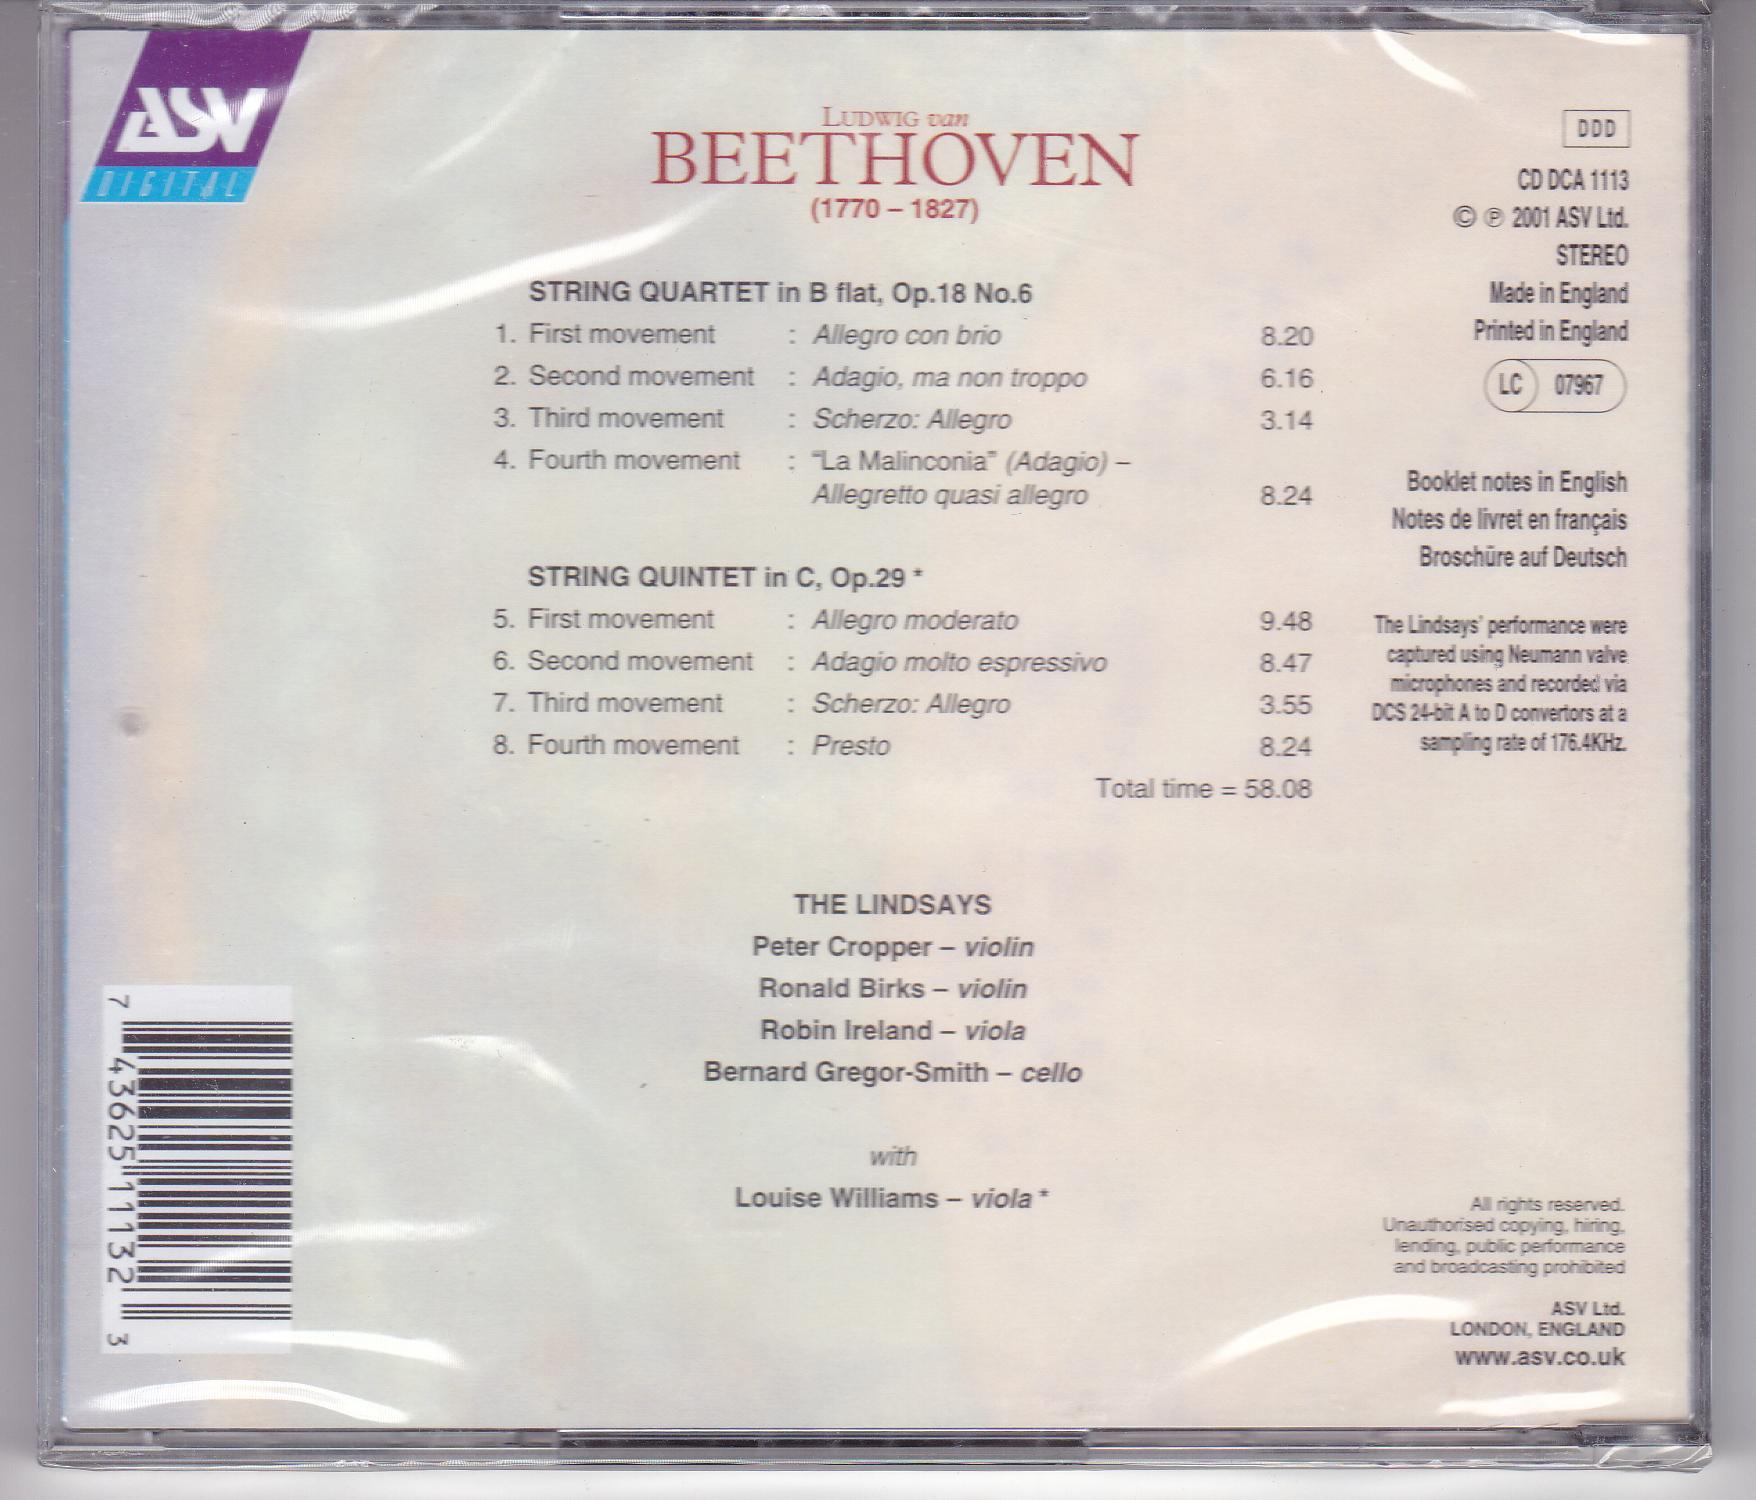 ASV
DIGITAL
LUDWIG van
BEETHOVEN
(1770 – 1827)
STRING QUARTET in B flat, Op.18 No.6
1. First movement : Allegro con brio 8.20
2. Second movement : Adagio, ma non troppo 6.16
3. Third movement : Scherzo: Allegro 3.14
4. Fourth movement : “La Malinconia” (Adagio) –
Allegretto quasi allegro 8.24
STRING QUINTET in C, Op.29 *
5. First movement : Allegro moderato 9.48
6. Second movement : Adagio molto espressivo 8.47
7. Third movement : Scherzo: Allegro 3.55
8. Fourth movement : Presto 8.24
Total time = 58.08
THE LINDSAYS
Peter Cropper – violin
Ronald Birks – violin
Robin Ireland – viola
Bernard Gregor-Smith – cello
with
Louise Williams – viola *
DDD
CD DCA 1113
© ℗ 2001 ASV Ltd.
STEREO
Made in England
Printed in England
LC 07967
Booklet notes in English
Notes de livret en français
Broschüre auf Deutsch
The Lindsays’ performance were
captured using Neumann valve
microphones and recorded via
DCS 24-bit A to D convertors at a
sampling rate of 176.4KHz.
All rights reserved.
Unauthorised copying, hiring,
lending, public performance
and broadcasting prohibited
ASV Ltd.
LONDON, ENGLAND
www.asv.co.uk
7 43625 11132 3